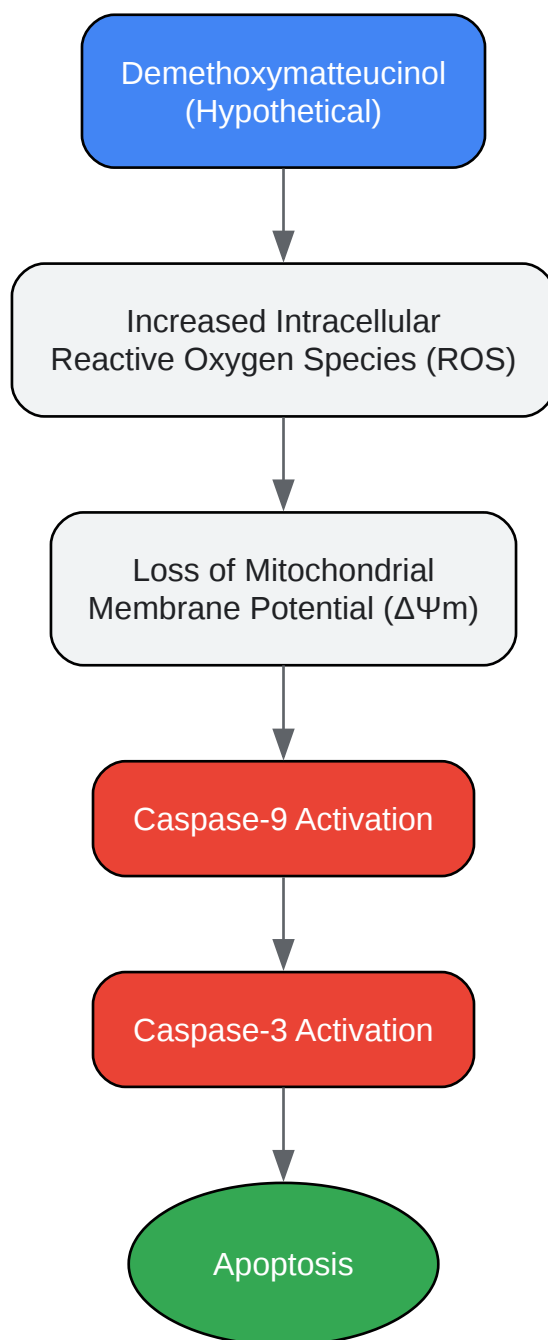 Demethoxymatteucinol
(Hypothetical)
Increased Intracellular
Reactive Oxygen Species (ROS)
Loss of Mitochondrial
Membrane Potential (ΔΨm)
Caspase-9 Activation
Caspase-3 Activation
Apoptosis